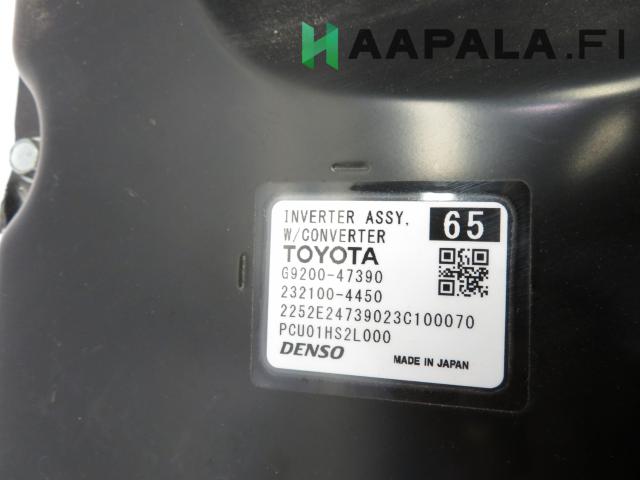 HAAPALA.FI
INVERTER ASSY. 65
W/CONVERTER
TOYOTA
G9200-47390
232100-4450
2252E24739023C100070
PCU01HS2L000
DENSO MADE IN JAPAN